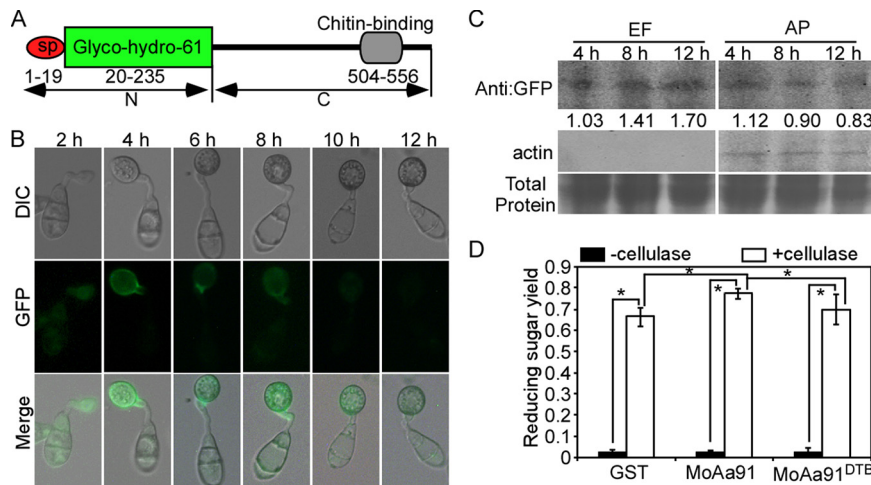 A
sp
Glyco-hydro-61
Chitin-binding
1-19
20-235
504-556
N
C
B
2 h 4 h 6 h 8 h 10 h 12 h
DIC
GFP
Merge
C
EF AP
4 h 8 h 12 h 4 h 8 h 12 h
Anti:GFP
1.03 1.41 1.70 1.12 0.90 0.83
actin
Total
Protein
D
-cellulase +cellulase
Reducing sugar yield
0.9
0.8
0.7
0.6
0.5
0.4
0.3
0.2
0.1
0
* * * * *
GST MoAa91 MoAa91DTB